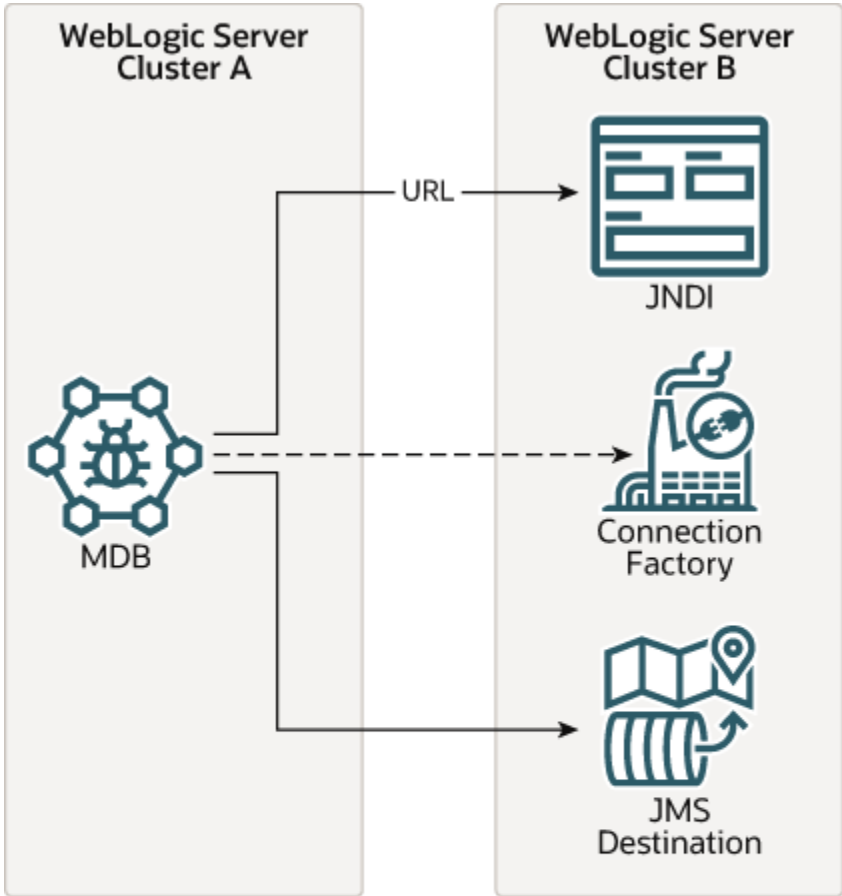 WebLogic Server
Cluster A
WebLogic Server
Cluster B
URL
JNDI
MDB
Connection
Factory
JMS
Destination